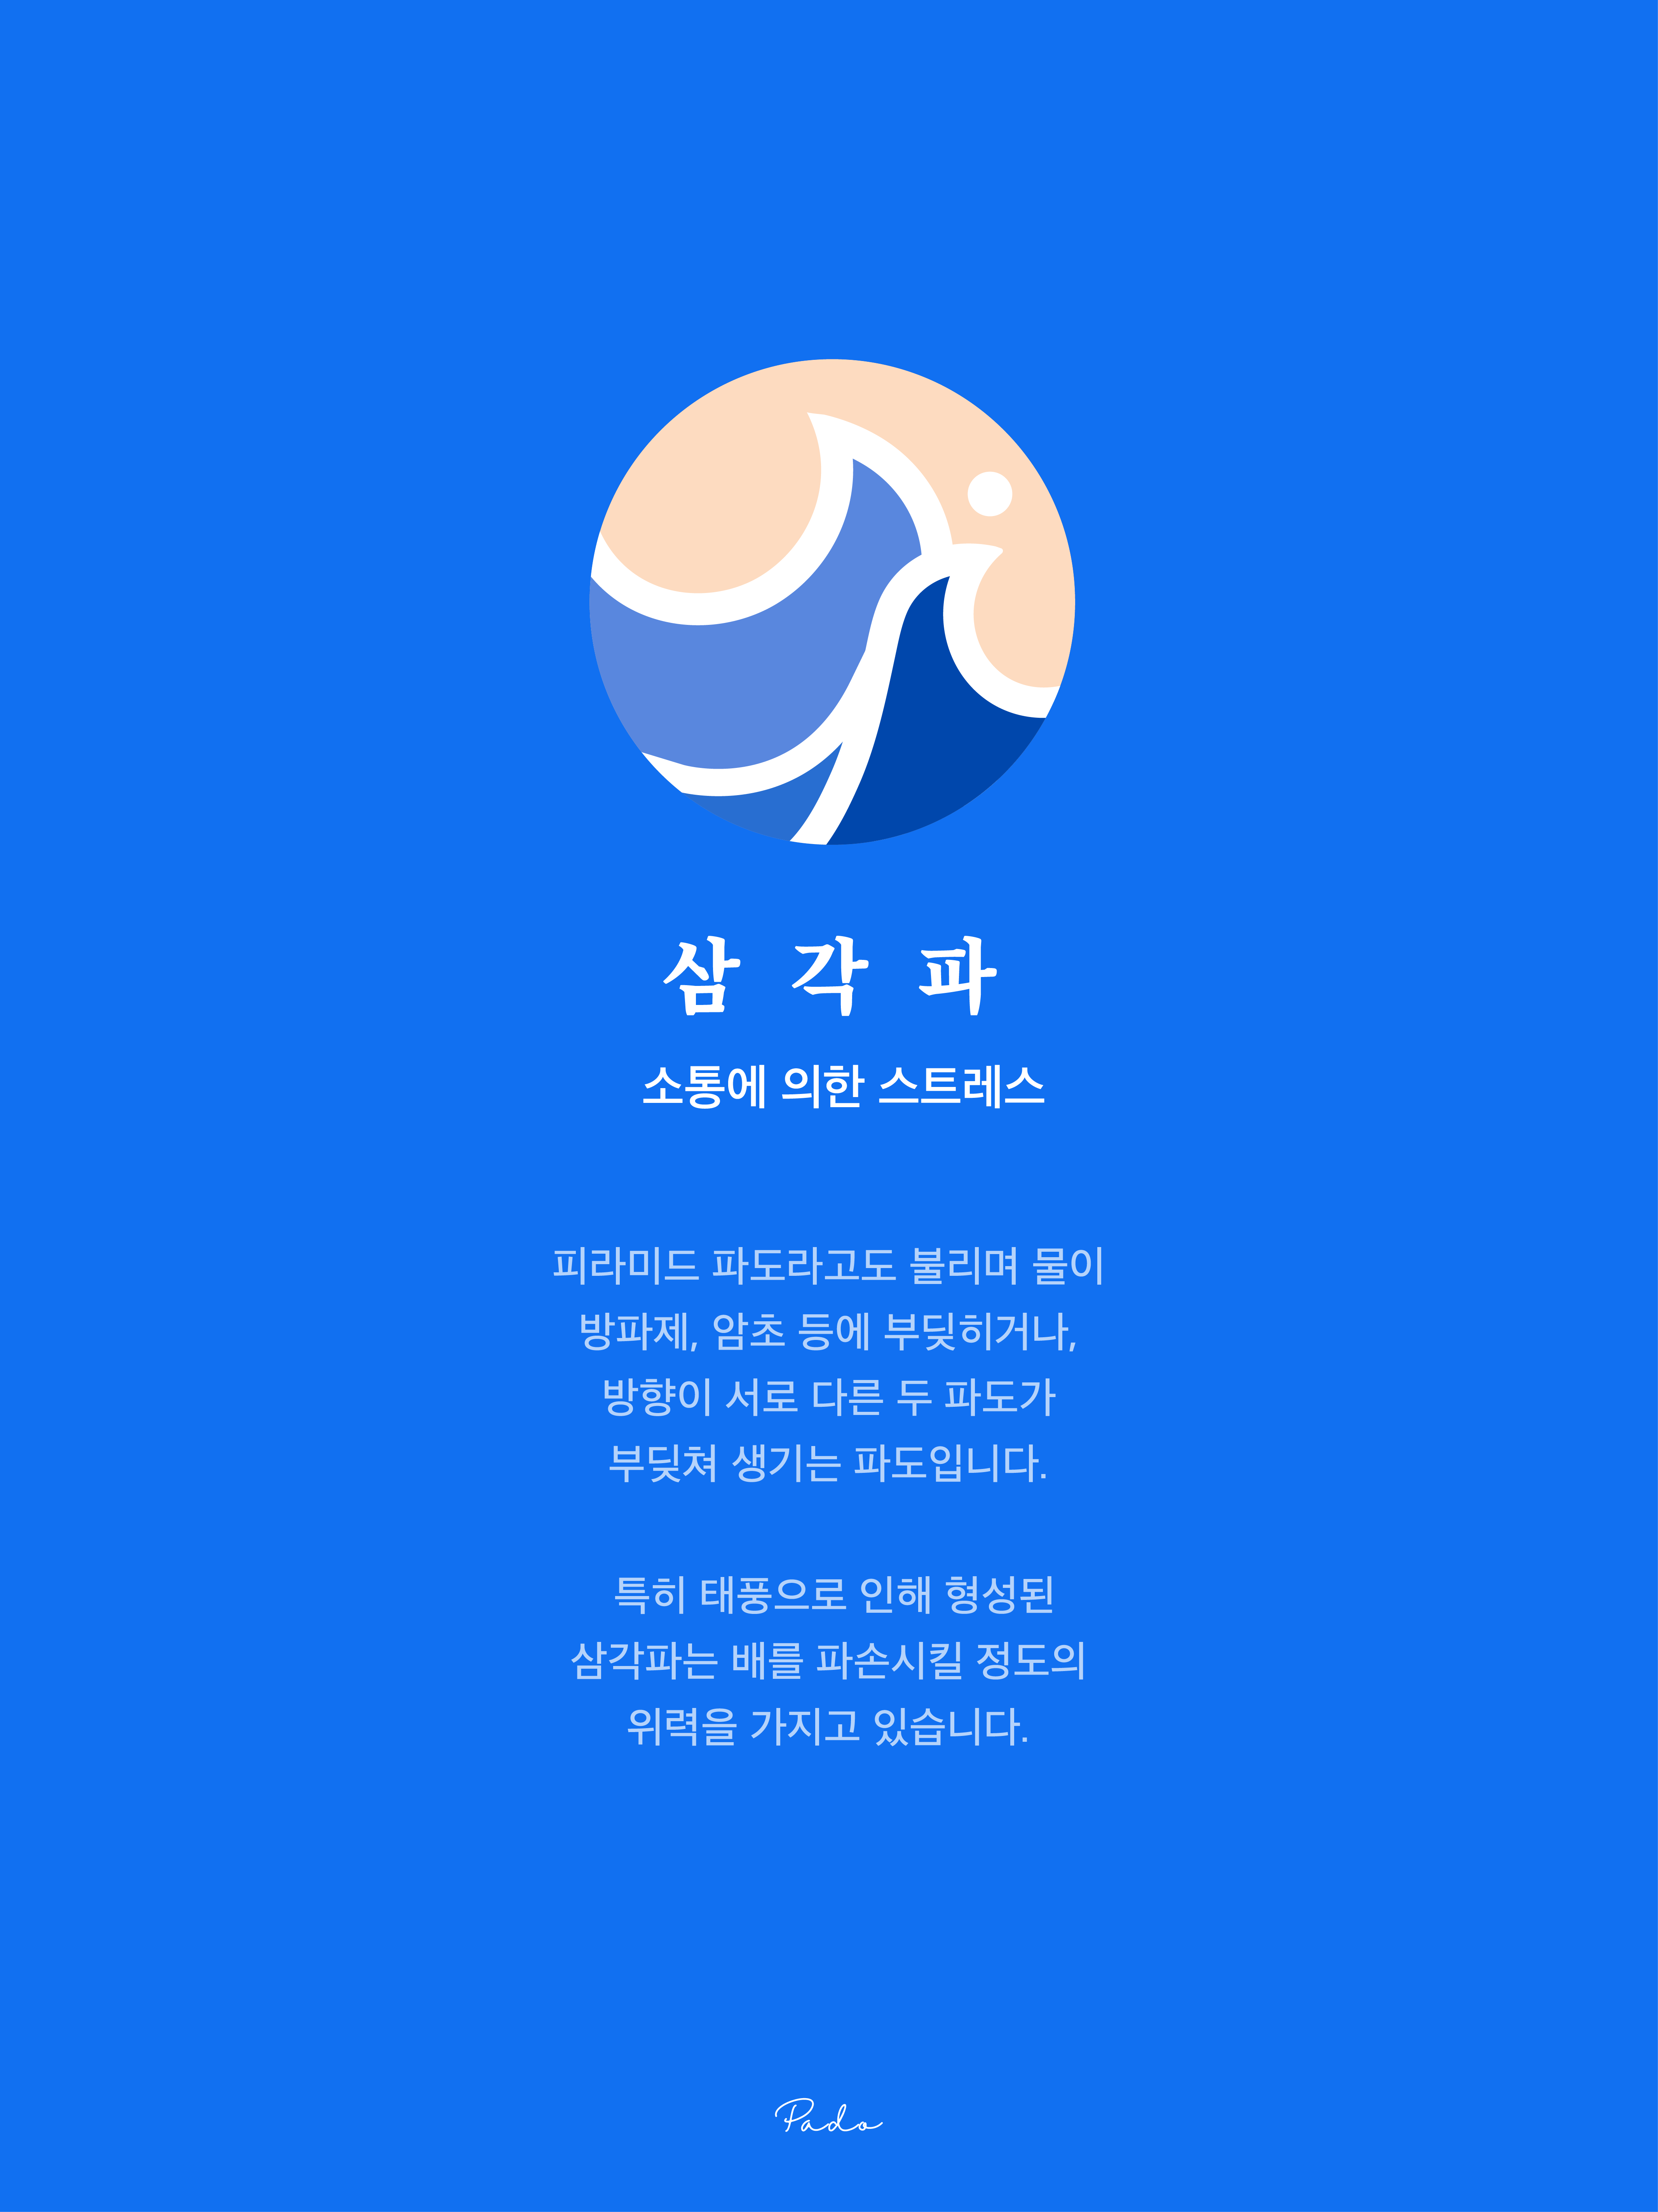 삼 각 파
소통에 의한 스트레스
피라미드 파도라고도 불리며 물이
방파제, 암초 등에 부딪히거나,
방향이 서로 다른 두 파도가
부딪쳐 생기는 파도입니다.
특히 태풍으로 인해 형성된
삼각파는 배를 파손시킬 정도의
위력을 가지고 있습니다.
Pado